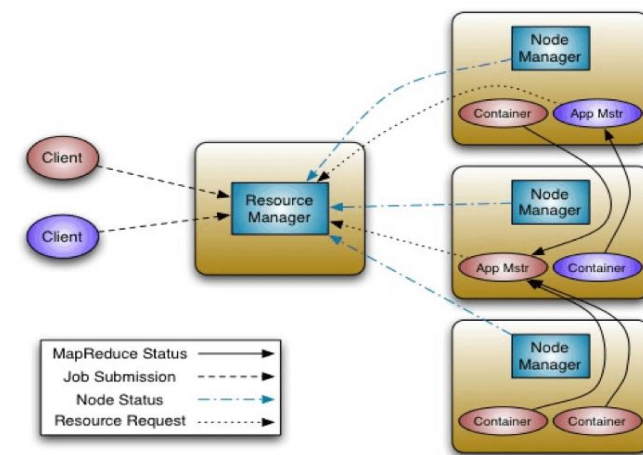 Client
Client
Resource
Manager
Node
Manager
Container
App Mstr
Node
Manager
App Mstr
Container
Node
Manager
Container
Container
MapReduce Status
Job Submission
Node Status
Resource Request